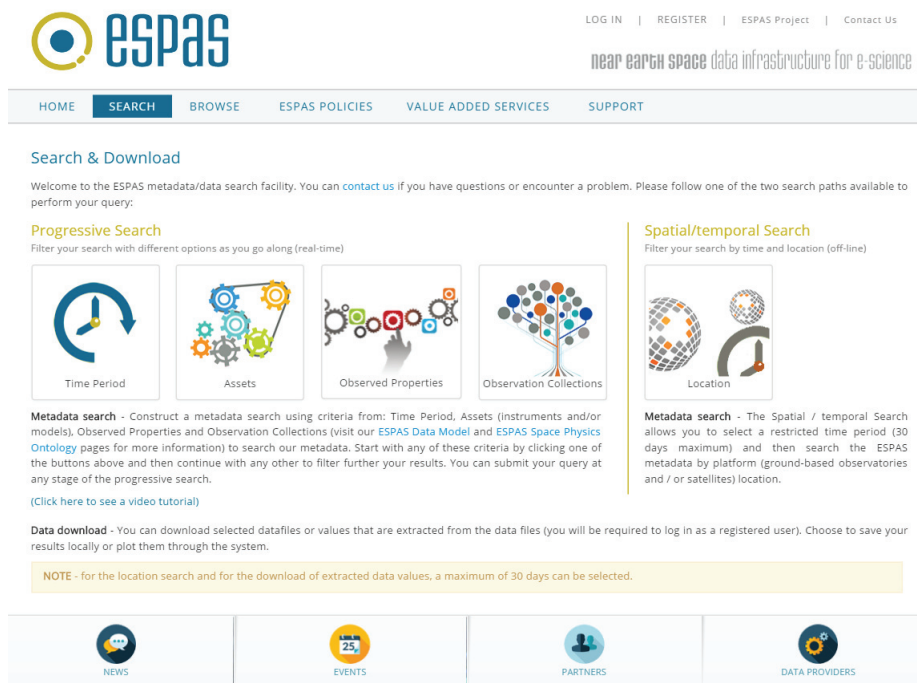 espas
LOG IN | REGISTER | ESPAS Project | Contact Us
near earth space data infrastructure for e-science
HOME SEARCH BROWSE ESPAS POLICIES VALUE ADDED SERVICES SUPPORT
Search & Download
Welcome to the ESPAS metadata/data search facility. You can contact us if you have questions or encounter a problem. Please follow one of the two search paths available to
perform your query:
Progressive Search
Filter your search with different options as you go along (real-time)
Time Period
Assets
Observed Properties
Observation Collections
Metadata search - Construct a metadata search using criteria from: Time Period, Assets (instruments and/or
models), Observed Properties and Observation Collections (visit our ESPAS Data Model and ESPAS Space Physics
Ontology pages for more information) to search our metadata. Start with any of these criteria by clicking one of
the buttons above and then continue with any other to filter further your results. You can submit your query at
any stage of the progressive search.
(Click here to see a video tutorial)
Spatial/temporal Search
Filter your search by time and location (off-line)
Location
Metadata search - The Spatial / temporal Search
allows you to select a restricted time period (30
days maximum) and then search the ESPAS
metadata by platform (ground-based observatories
and / or satellites) location.
Data download - You can download selected datafiles or values that are extracted from the data files (you will be required to log in as a registered user). Choose to save your
results locally or plot them through the system.
NOTE - for the location search and for the download of extracted data values, a maximum of 30 days can be selected.
NEWS
25
EVENTS
PARTNERS
DATA PROVIDERS